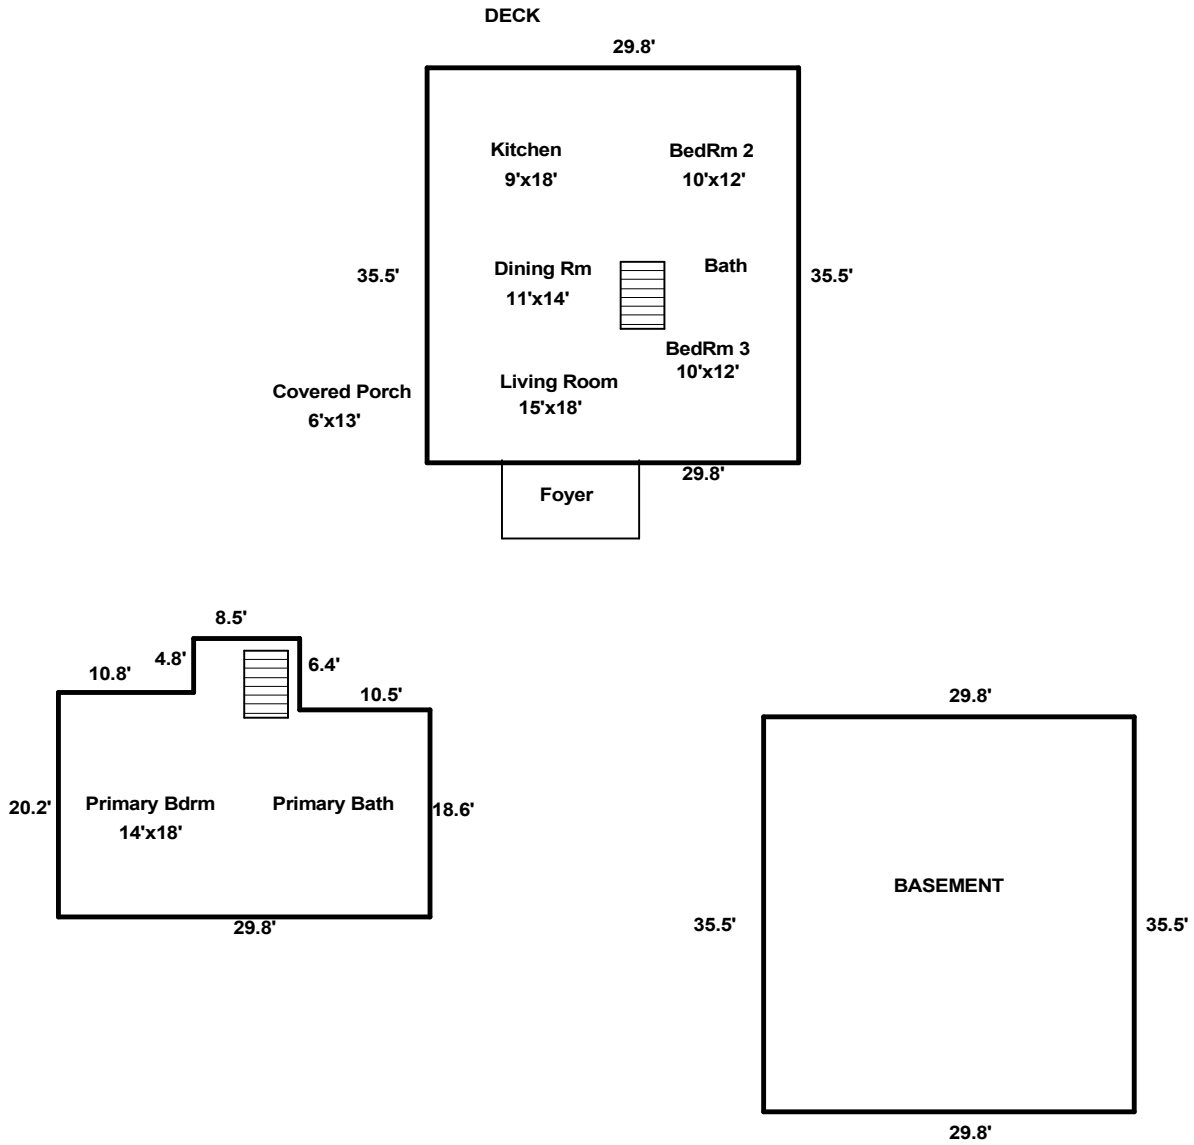 DECK
29.8'
Kitchen
9'x18'
BedRm 2
10'x12'
35.5'
Dining Rm
11'x14'
Bath
35.5'
BedRm 3
10'x12'
Covered Porch
6'x13'
Living Room
15'x18'
29.8'
Foyer
8.5'
10.8'
4.8'
6.4'
10.5'
20.2'
Primary Bdrm
14'x18'
Primary Bath
18.6'
29.8'
29.8'
35.5'
BASEMENT
35.5'
29.8'